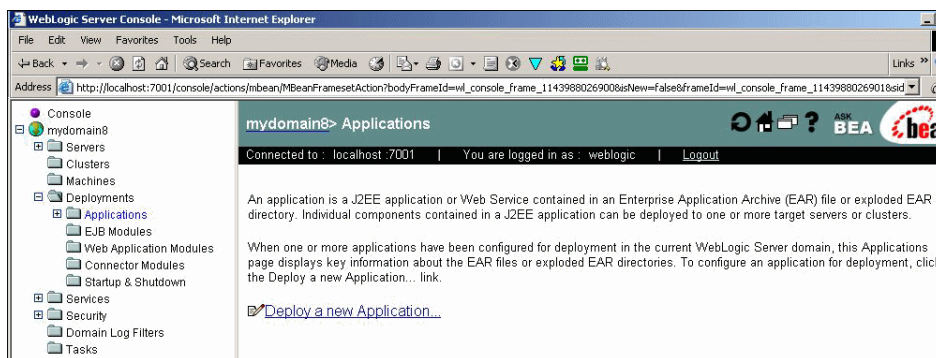 WebLogic Server Console - Microsoft Internet Explorer
File Edit View Favorites Tools Help
Back Search Favorites Media Links »
Address http://localhost:7001/console/actions/mbean/MBeanFramesetAction?bodyFrameId=wl_console_frame_1143988026900&isNew=false&frameId=wl_console_frame_1143988026901&sid
Console
mydomain8
Servers
Clusters
Machines
Deployments
Applications
EJB Modules
Web Application Modules
Connector Modules
Startup & Shutdown
Services
Security
Domain Log Filters
Tasks
mydomain8> Applications
? ASK BEA bea
Connected to : localhost :7001 | You are logged in as : weblogic | Logout
An application is a J2EE application or Web Service contained in an Enterprise Application Archive (EAR) file or exploded EAR
directory. Individual components contained in a J2EE application can be deployed to one or more target servers or clusters.
When one or more applications have been configured for deployment in the current WebLogic Server domain, this Applications
page displays key information about the EAR files or exploded EAR directories. To configure an application for deployment, clic
the Deploy a new Application... link.
Deploy a new Application...